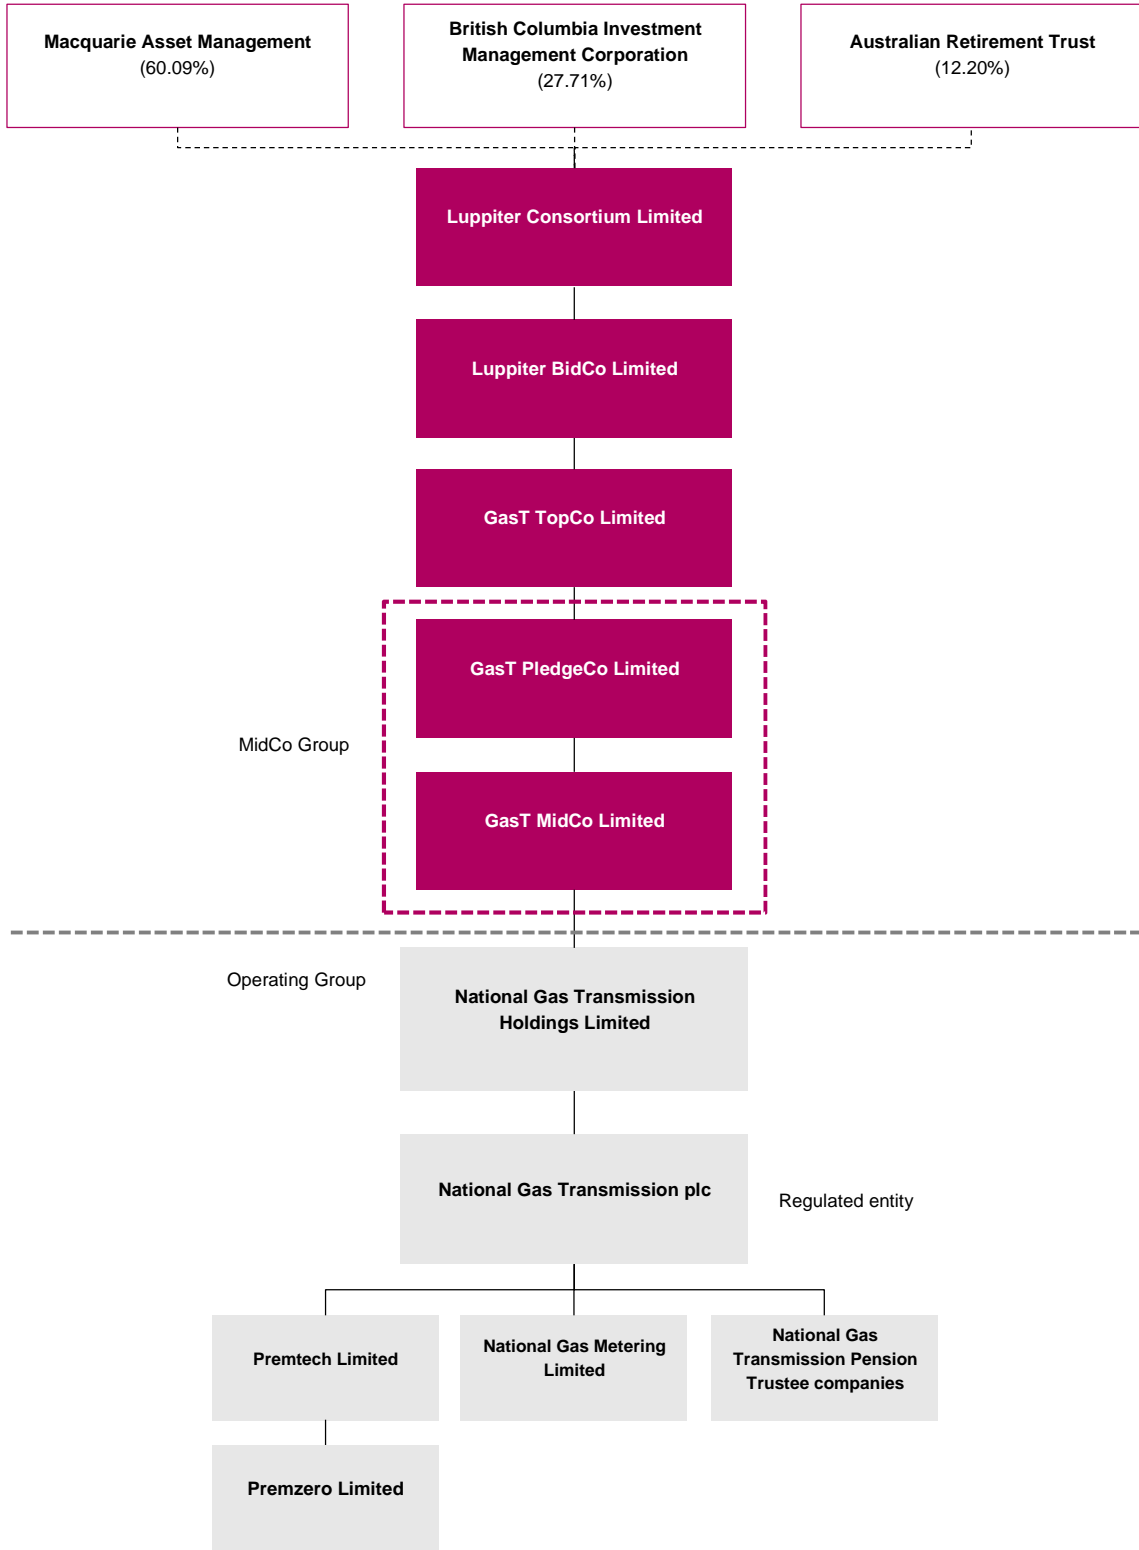 Macquarie Asset Management
(60.09%)
British Columbia Investment
Management Corporation
(27.71%)
Australian Retirement Trust
(12.20%)
Luppiter Consortium Limited
Luppiter BidCo Limited
GasT TopCo Limited
GasT PledgeCo Limited
MidCo Group
GasT MidCo Limited
Operating Group
National Gas Transmission
Holdings Limited
National Gas Transmission plc
Regulated entity
Premtech Limited
National Gas Metering
Limited
National Gas
Transmission Pension
Trustee companies
Premzero Limited